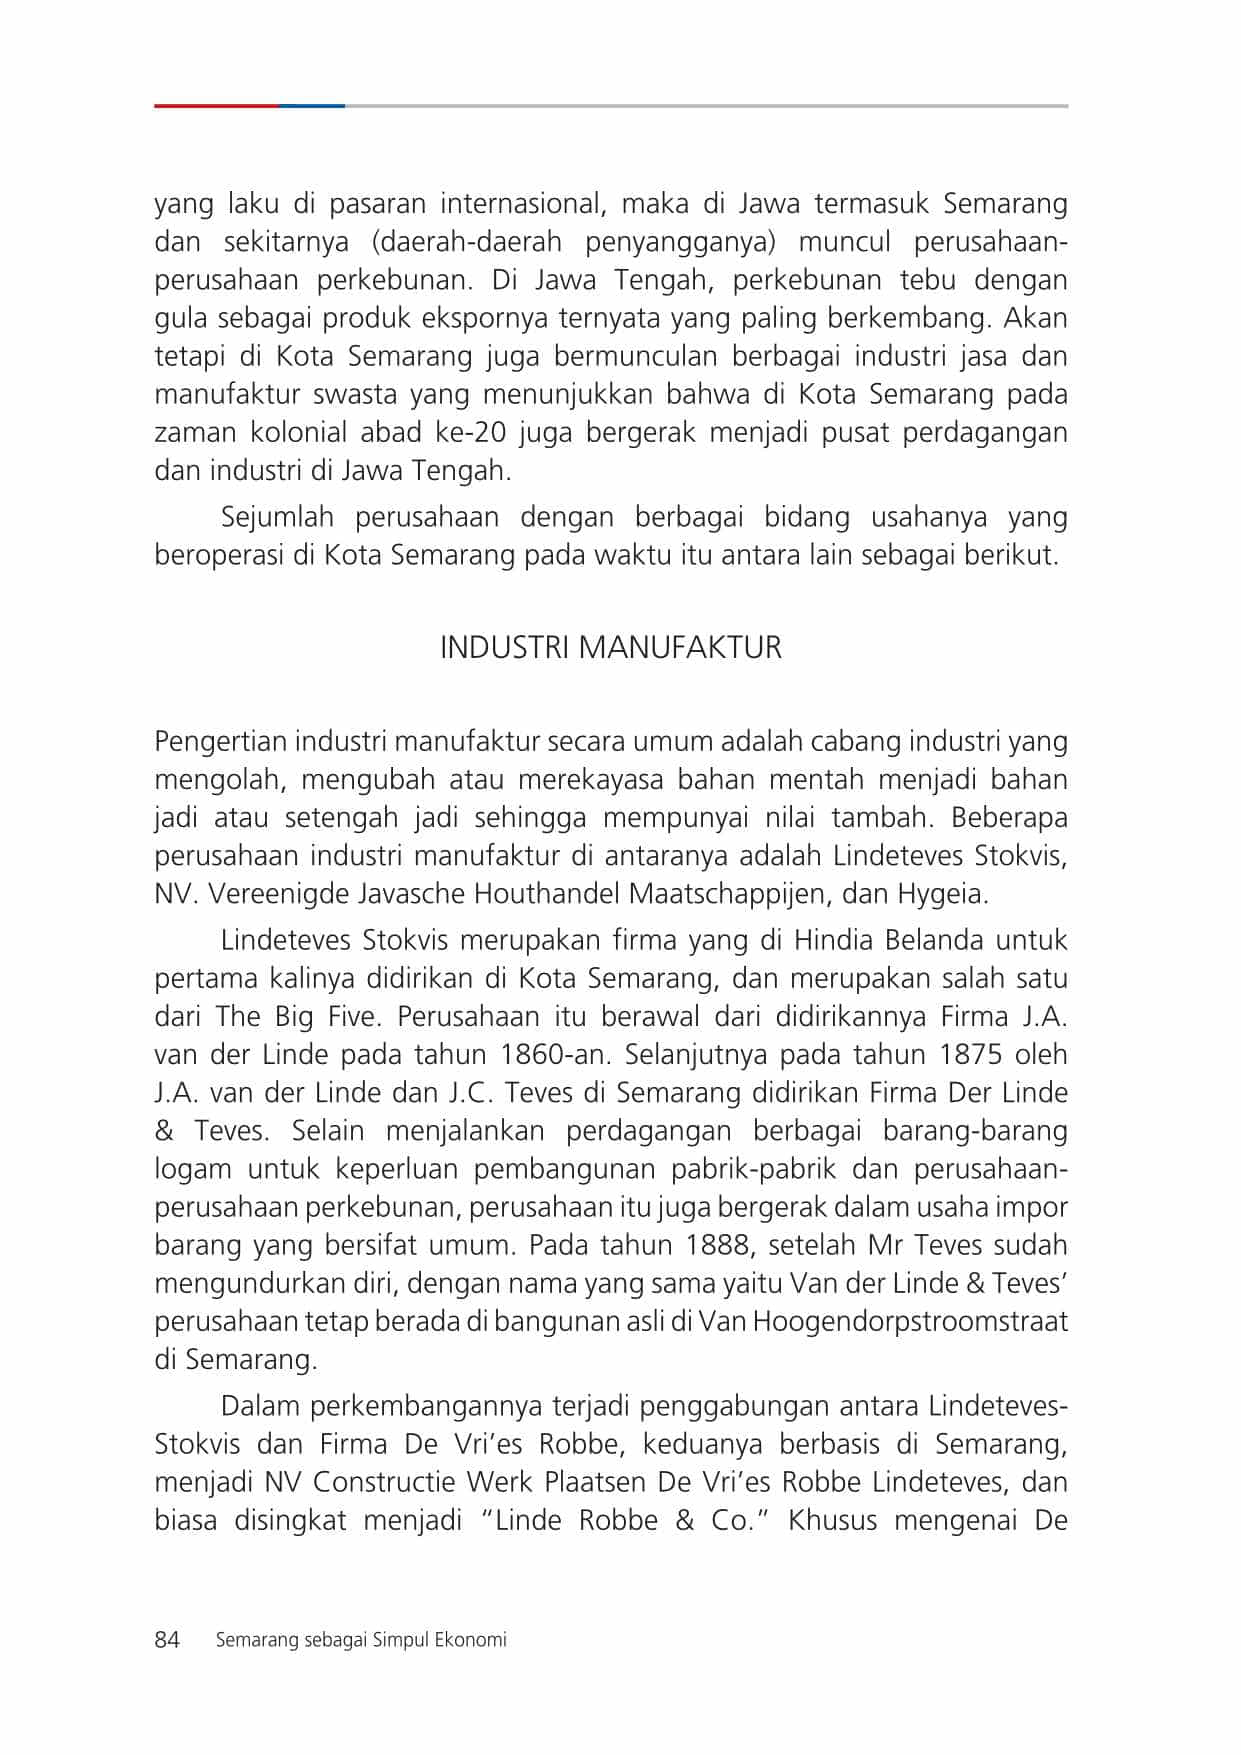 yang laku di pasaran internasional, maka di Jawa termasuk Semarang
dan sekitarnya (daerah-daerah penyangganya) muncul perusahaan-
perusahaan perkebunan. Di Jawa Tengah, perkebunan tebu dengan
gula sebagai produk ekspornya ternyata yang paling berkembang. Akan
tetapi di Kota Semarang juga bermunculan berbagai industri jasa dan
manufaktur swasta yang menunjukkan bahwa di Kota Semarang pada
zaman kolonial abad ke-20 juga bergerak menjadi pusat perdagangan
dan industri di Jawa Tengah.
Sejumlah perusahaan dengan berbagai bidang usahanya yang
beroperasi di Kota Semarang pada waktu itu antara lain sebagai berikut.
INDUSTRI MANUFAKTUR
Pengertian industri manufaktur secara umum adalah cabang industri yang
mengolah, mengubah atau merekayasa bahan mentah menjadi bahan
jadi atau setengah jadi sehingga mempunyai nilai tambah. Beberapa
perusahaan industri manufaktur di antaranya adalah Lindeteves Stokvis,
NV. Vereenigde Javasche Houthandel Maatschappijen, dan Hygeia.
Lindeteves Stokvis merupakan firma yang di Hindia Belanda untuk
pertama kalinya didirikan di Kota Semarang, dan merupakan salah satu
dari The Big Five. Perusahaan itu berawal dari didirikannya Firma J.A.
van der Linde pada tahun 1860-an. Selanjutnya pada tahun 1875 oleh
J.A. van der Linde dan J.C. Teves di Semarang didirikan Firma Der Linde
& Teves. Selain menjalankan perdagangan berbagai barang-barang
logam untuk keperluan pembangunan pabrik-pabrik dan perusahaan-
perusahaan perkebunan, perusahaan itu juga bergerak dalam usaha impor
barang yang bersifat umum. Pada tahun 1888, setelah Mr Teves sudah
mengundurkan diri, dengan nama yang sama yaitu Van der Linde & Teves’
perusahaan tetap berada di bangunan asli di Van Hoogendorpstroomstraat
di Semarang.
Dalam perkembangannya terjadi penggabungan antara Lindeteves-
Stokvis dan Firma De Vri’es Robbe, keduanya berbasis di Semarang,
menjadi NV Constructie Werk Plaatsen De Vri’es Robbe Lindeteves, dan
biasa disingkat menjadi “Linde Robbe & Co.” Khusus mengenai De
84 Semarang sebagai Simpul Ekonomi